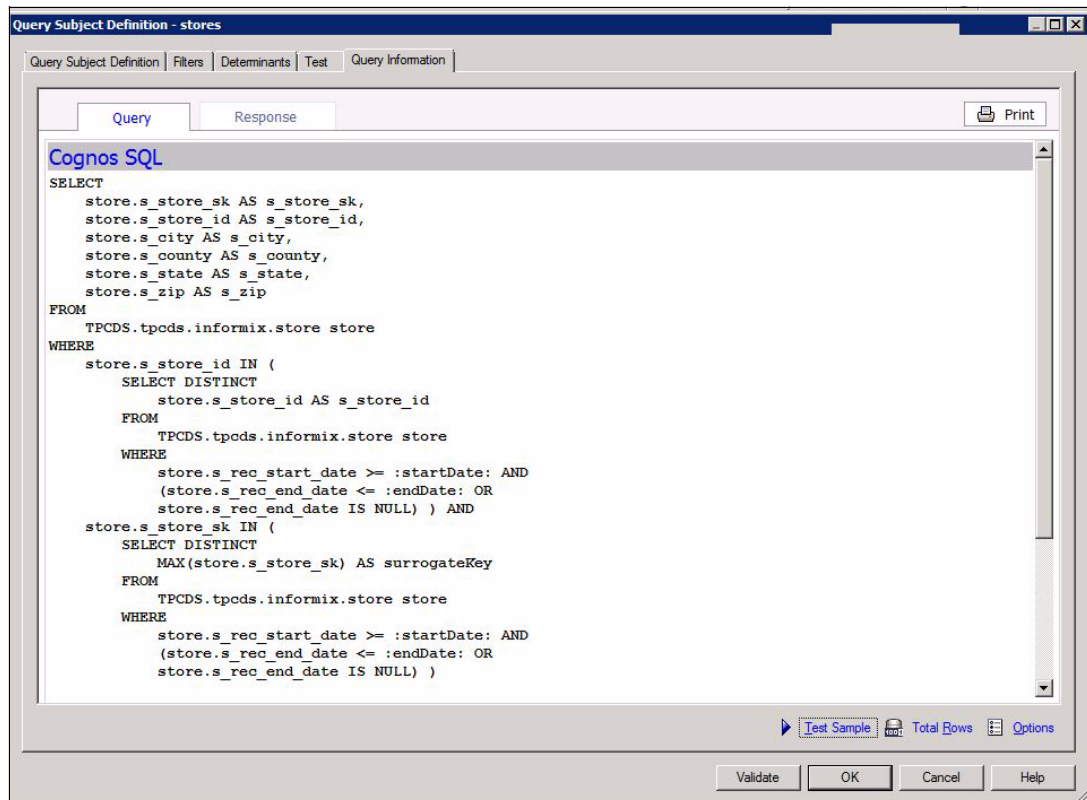 Query Subject Definition - stores
Query Subject Definition Filters Determinants Test Query Information
Query Response Print
Cognos SQL
SELECT
store.s_store_sk AS s_store_sk,
store.s_store_id AS s_store_id,
store.s_city AS s_city,
store.s_county AS s_county,
store.s_state AS s_state,
store.s_zip AS s_zip
FROM
TPCDS.tpcds.informix.store store
WHERE
store.s_store_id IN (
SELECT DISTINCT
store.s_store_id AS s_store_id
FROM
TPCDS.tpcds.informix.store store
WHERE
store.s_rec_start_date >= :startDate: AND
(store.s_rec_end_date <= :endDate: OR
store.s_rec_end_date IS NULL) ) AND
store.s_store_sk IN (
SELECT DISTINCT
MAX(store.s_store_sk) AS surrogateKey
FROM
TPCDS.tpcds.informix.store store
WHERE
store.s_rec_start_date >= :startDate: AND
(store.s_rec_end_date <= :endDate: OR
store.s_rec_end_date IS NULL) )
Test Sample Total Rows Options
Validate OK Cancel Help